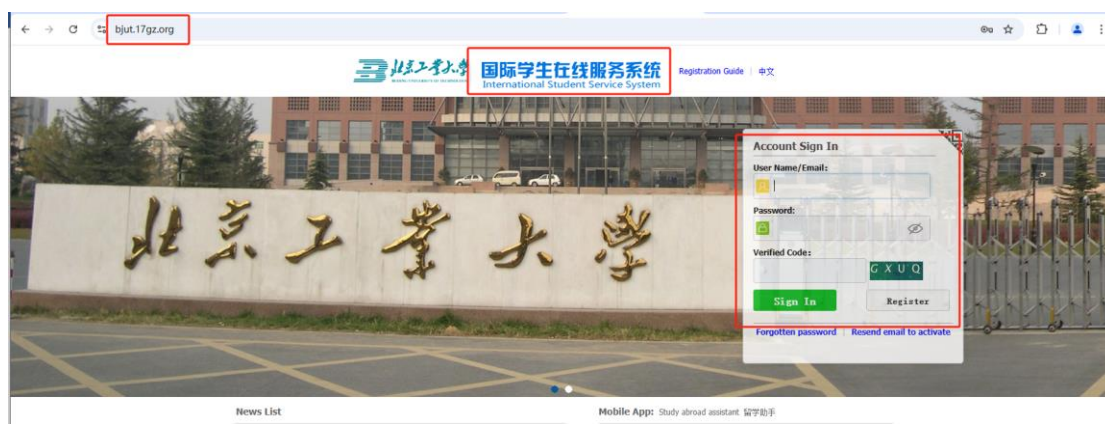 bjut.17gz.org
北京工业大学
国际学生在线服务系统
International Student Service System
Registration Guide
中文
北京工業大學
Account Sign In
User Name/Email:
Password:
Verified Code:
G X U Q
Sign In
Register
Forgotten password
Resend email to activate
News List
Mobile App: Study abroad assistant 留学助手